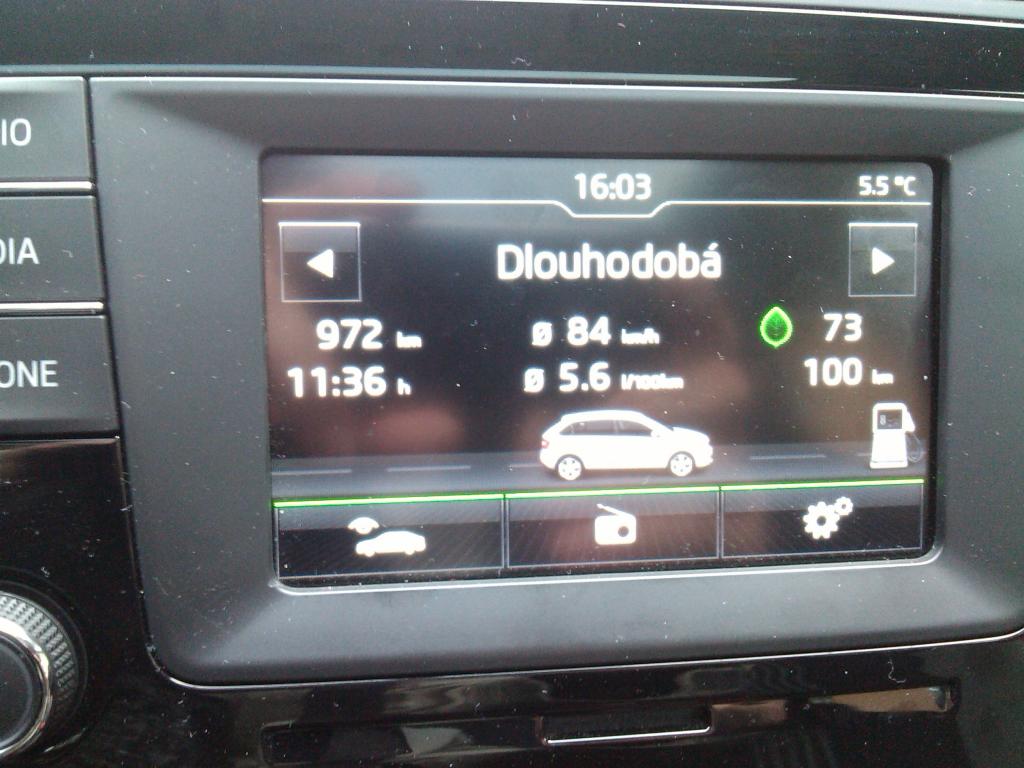 16:03 5.5 °C
IO
DIA
ONE
Dlouhodobá
972 km Ø 84 km/h 73
11:36 h Ø 5.6 l/100km 100 km